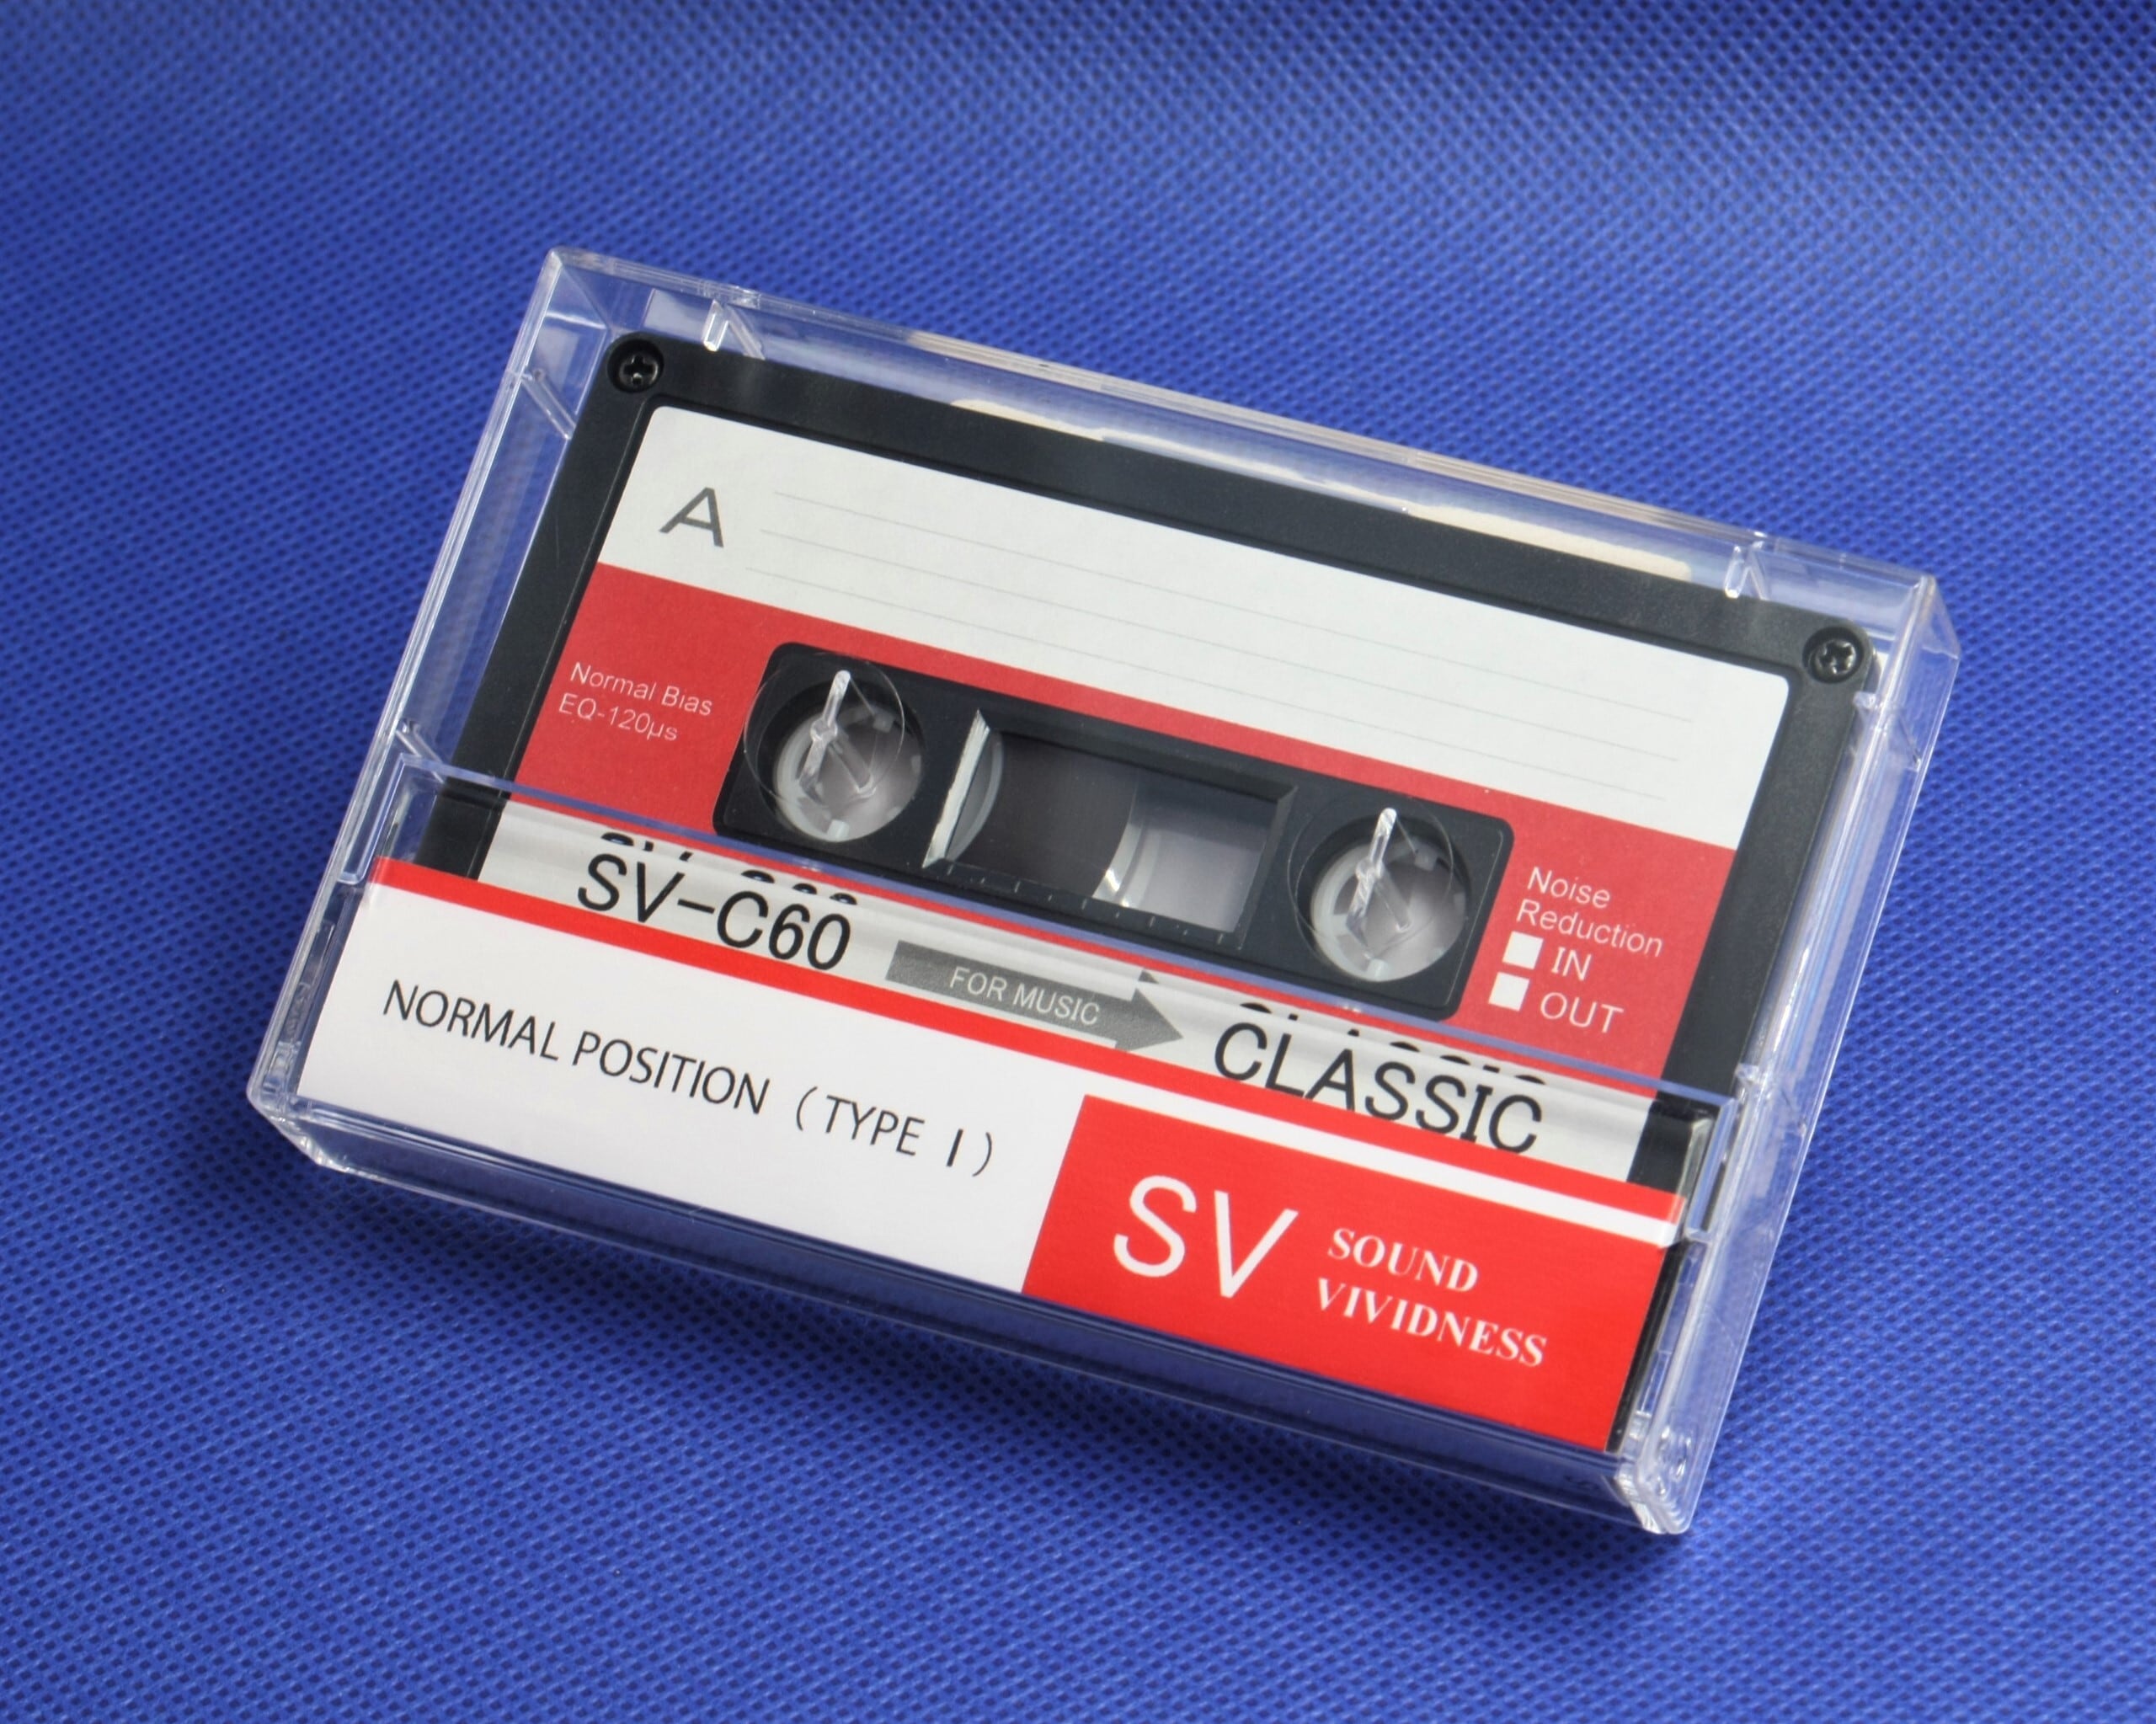 A
Normal Bias
EQ-120µs
Noise
Reduction
IN
OUT
SV-C60
FOR MUSIC
CLASSIC
NORMAL POSITION (TYPE I)
SV
SOUND
VIVIDNESS